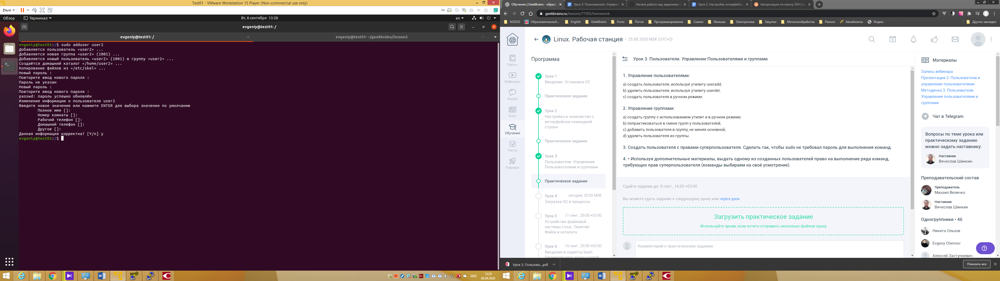 Test01 - VMware Workstation 15 Player (Non-commercial use only)
Player
Обзор
Терминал
Вт, 8 сентября 13:28
en
evgeniy@test01: /
evgeniy@test01: /
evgeniy@test01: ~/geekbrains/lesson2
evgeniy@test01:/$ sudo adduser user2
Добавляется пользователь «user2» ...
Добавляется новая группа «user2» (1001) ...
Добавляется новый пользователь «user2» (1001) в группу «user2» ...
Создаётся домашний каталог «/home/user2» ...
Копирование файлов из «/etc/skel» ...
Новый пароль :
Повторите ввод нового пароля :
Пароль не указан
Новый пароль :
Повторите ввод нового пароля :
passwd: пароль успешно обновлён
Изменение информации о пользователе user2
Введите новое значение или нажмите ENTER для выбора значения по умолчанию
Полное имя []:
Номер комнаты []:
Рабочий телефон []:
Домашний телефон []:
Другое []:
Данная информация корректна? [Y/n] y
evgeniy@test01:/$
ENG
13:28
08.09.2020
Обучение | GeekBrains - образо
Урок 3. Пользователи. Управле
Начата работа над заданиями
Урок 2. Настройка интерфейса
Авторизация по ключу SSH | Lo
geekbrains.ru/lessons/77305/homework
NOD32
Образовательный...
English
GeekBrains
Forex
Почта
Программирование
Сказки
Фильмы
Электроника
Закупки
Металлообработка
Разное
Авиабилеты
Яндекс
Другие закладки
Linux. Рабочая станция • 25.08.2020 MSK (UTC+3)
8
Курсы
Вебинары
Форум
Блог
Обучение
Тесты
Карьера
Программа
Урок 1
Введение. Установка ОС
Практическое задание
Урок 2
Настройка и знакомство с
интерфейсом командной
строки
Практическое задание
Урок 3
Пользователи. Управление
Пользователями и группами
Практическое задание
Урок 4 сегодня, 20:00 MSK
Загрузка ОС и процессы
Урок 5 11 сент., 20:00 +03:00
Устройство файловой
системы Linux. Понятие
Файла и каталога
Урок 6 15 сент., 20:00 +03:00
Введение в скрипты bash.
Планировщики задач crontab
Урок 3. Пользователи. Управление Пользователями и группами
1. Управление пользователями:
a) создать пользователя, используя утилиту useradd;
b) удалить пользователя, используя утилиту userdel;
c) создать пользователя в ручном режиме.
2. Управление группами:
a) создать группу с использованием утилит и в ручном режиме;
b) попрактиковаться в смене групп у пользователей;
c) добавить пользователя в группу, не меняя основной;
d) удалить пользователя из группы.
3. Создать пользователя с правами суперпользователя. Сделать так, чтобы sudo не требовал пароль для выполнения команд.
4. * Используя дополнительные материалы, выдать одному из созданных пользователей право на выполнение ряда команд,
требующих прав суперпользователя (команды выбираем на своё усмотрение).
Сдайте задание до: 8 сент., 16:00 +03:00
Вы можете сдать задание к следующему уроку или через урок.
Загрузить практическое задание
Используйте архив, если хотите отправить несколько файлов сразу
Комментарий к практическому заданию
Материалы
Запись вебинара
Презентация 3. Пользователи и
управление пользователями
Методичка 3. Пользователи.
Управление пользователями и
группами
Чат в Telegram
Вопросы по теме урока или
практическому заданию
можно задать наставнику:
Наставник
Вячеслав Шинкин
Преподавательский состав
Преподаватель
Михаил Величко
Наставник
Вячеслав Шинкин
Одногруппники • 46
Никита Ольхов
Evgeny Chernov
Алексей Заступневич
Урок 3. Пользова....pdf
Показать все
ENG
13:28
08.09.2020